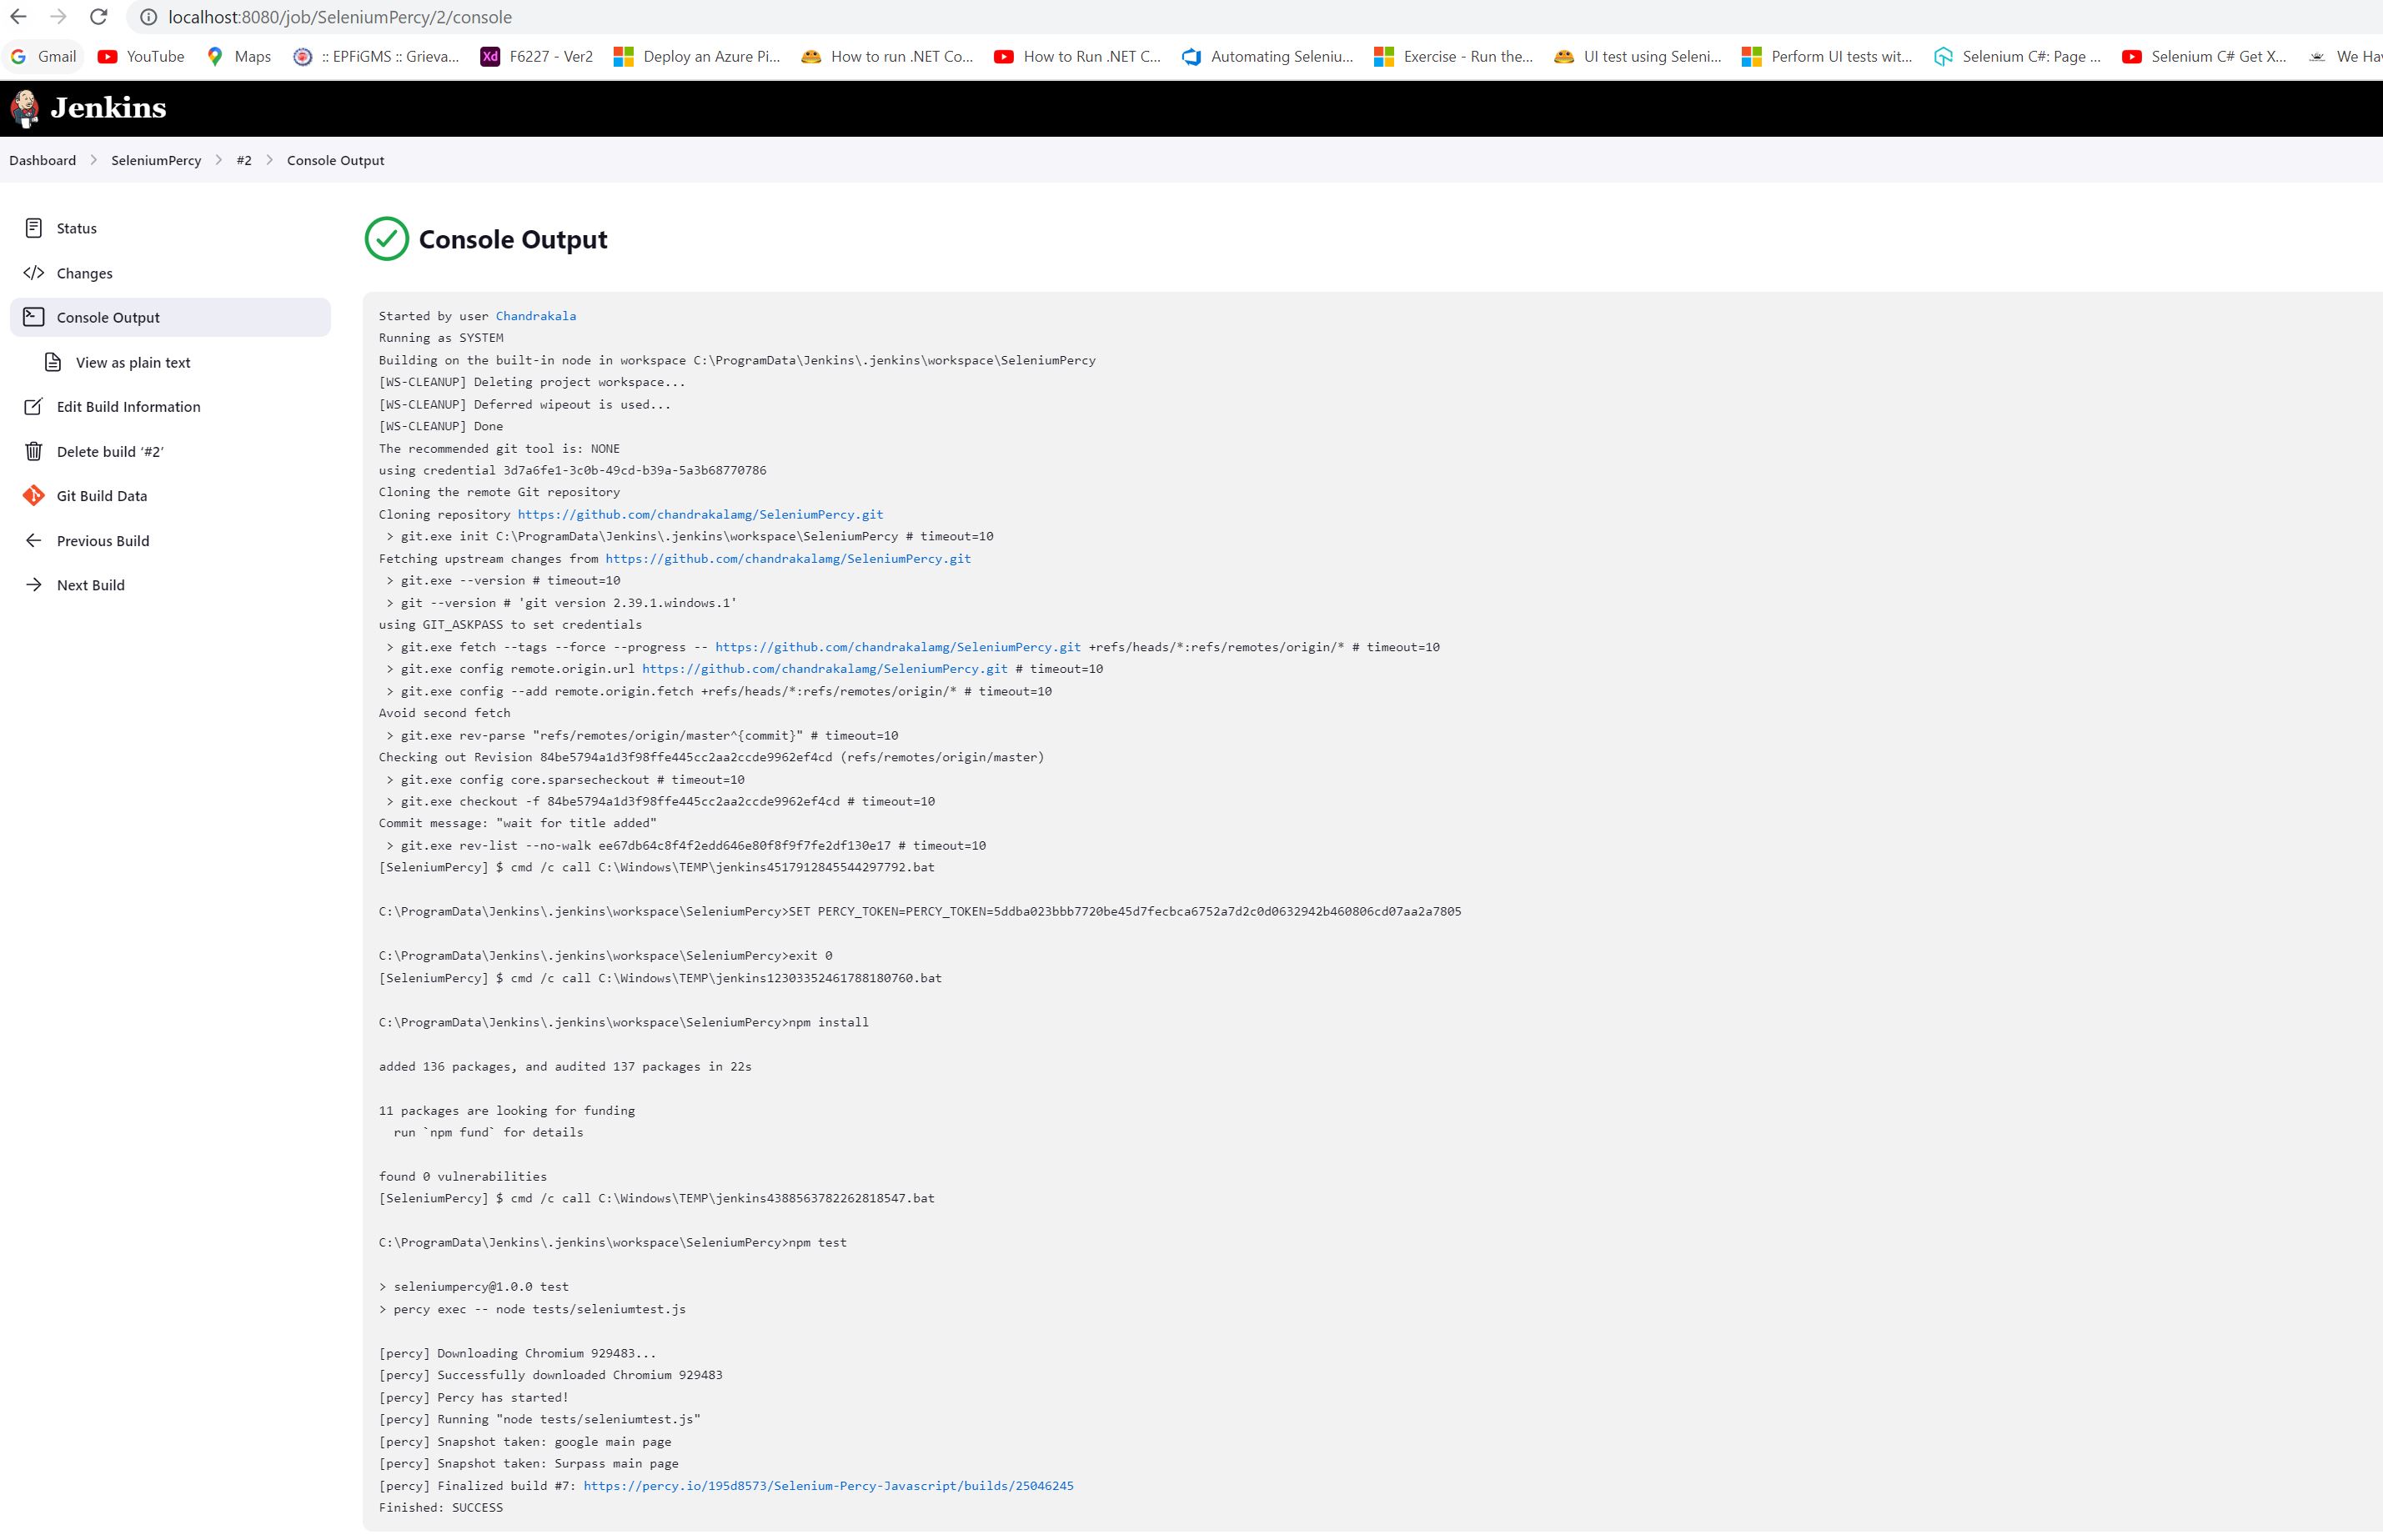 localhost:8080/job/SeleniumPercy/2/console
Gmail YouTube Maps :: EPFiGMS :: Grieva... Xd F6227 - Ver2 Deploy an Azure Pi... How to run .NET Co... How to Run .NET C... Automating Seleniu... Exercise - Run the... UI test using Seleni... Perform UI tests wit... Selenium C#: Page ... Selenium C# Get X... We Hav
Jenkins
Dashboard > SeleniumPercy > #2 > Console Output
Status
Changes
Console Output
View as plain text
Edit Build Information
Delete build ‘#2’
Git Build Data
Previous Build
Next Build
Console Output
Started by user Chandrakala
Running as SYSTEM
Building on the built-in node in workspace C:\ProgramData\Jenkins\.jenkins\workspace\SeleniumPercy
[WS-CLEANUP] Deleting project workspace...
[WS-CLEANUP] Deferred wipeout is used...
[WS-CLEANUP] Done
The recommended git tool is: NONE
using credential 3d7a6fe1-3c0b-49cd-b39a-5a3b68770786
Cloning the remote Git repository
Cloning repository https://github.com/chandrakalamg/SeleniumPercy.git
> git.exe init C:\ProgramData\Jenkins\.jenkins\workspace\SeleniumPercy # timeout=10
Fetching upstream changes from https://github.com/chandrakalamg/SeleniumPercy.git
> git.exe --version # timeout=10
> git --version # 'git version 2.39.1.windows.1'
using GIT_ASKPASS to set credentials
> git.exe fetch --tags --force --progress -- https://github.com/chandrakalamg/SeleniumPercy.git +refs/heads/*:refs/remotes/origin/* # timeout=10
> git.exe config remote.origin.url https://github.com/chandrakalamg/SeleniumPercy.git # timeout=10
> git.exe config --add remote.origin.fetch +refs/heads/*:refs/remotes/origin/* # timeout=10
Avoid second fetch
> git.exe rev-parse "refs/remotes/origin/master^{commit}" # timeout=10
Checking out Revision 84be5794a1d3f98ffe445cc2aa2ccde9962ef4cd (refs/remotes/origin/master)
> git.exe config core.sparsecheckout # timeout=10
> git.exe checkout -f 84be5794a1d3f98ffe445cc2aa2ccde9962ef4cd # timeout=10
Commit message: "wait for title added"
> git.exe rev-list --no-walk ee67db64c8f4f2edd646e80f8f9f7fe2df130e17 # timeout=10
[SeleniumPercy] $ cmd /c call C:\Windows\TEMP\jenkins4517912845544297792.bat
C:\ProgramData\Jenkins\.jenkins\workspace\SeleniumPercy>SET PERCY_TOKEN=PERCY_TOKEN=5ddba023bbb7720be45d7fecbca6752a7d2c0d0632942b460806cd07aa2a7805
C:\ProgramData\Jenkins\.jenkins\workspace\SeleniumPercy>exit 0
[SeleniumPercy] $ cmd /c call C:\Windows\TEMP\jenkins12303352461788180760.bat
C:\ProgramData\Jenkins\.jenkins\workspace\SeleniumPercy>npm install
added 136 packages, and audited 137 packages in 22s
11 packages are looking for funding
run `npm fund` for details
found 0 vulnerabilities
[SeleniumPercy] $ cmd /c call C:\Windows\TEMP\jenkins4388563782262818547.bat
C:\ProgramData\Jenkins\.jenkins\workspace\SeleniumPercy>npm test
> seleniumpercy@1.0.0 test
> percy exec -- node tests/seleniumtest.js
[percy] Downloading Chromium 929483...
[percy] Successfully downloaded Chromium 929483
[percy] Percy has started!
[percy] Running "node tests/seleniumtest.js"
[percy] Snapshot taken: google main page
[percy] Snapshot taken: Surpass main page
[percy] Finalized build #7: https://percy.io/195d8573/Selenium-Percy-Javascript/builds/25046245
Finished: SUCCESS